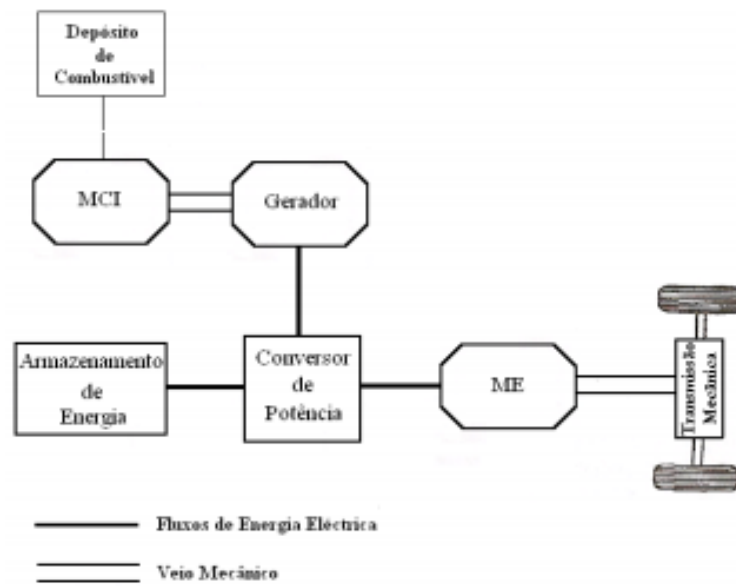 Depósito
de
Combustível
MCI
Gerador
Armazenamento
de
Energia
Conversor
de
Potência
ME
Transmissão
Mecânica
Fluxos de Energia Eléctrica
Veio Mecânico